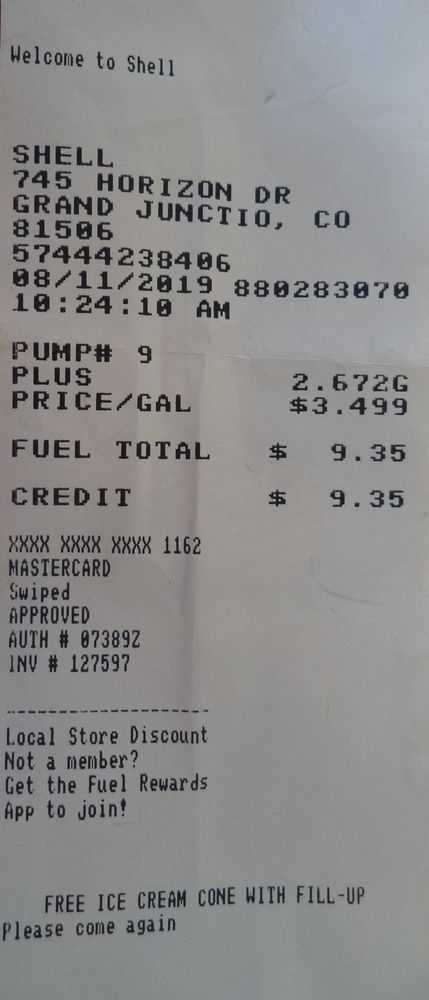 Welcome to Shell
SHELL
745 HORIZON DR
GRAND JUNCTIO, CO
81506
57444238406
08/11/2019 880283070
10:24:10 AM
PUMP# 9
PLUS 2.672G
PRICE/GAL $3.499
FUEL TOTAL $ 9.35
CREDIT $ 9.35
XXXX XXXX XXXX 1162
MASTERCARD
Swiped
APPROVED
AUTH # 07389Z
INV # 127597
--------------------
Local Store Discount
Not a member?
Get the Fuel Rewards
App to join!
FREE ICE CREAM CONE WITH FILL-UP
Please come again